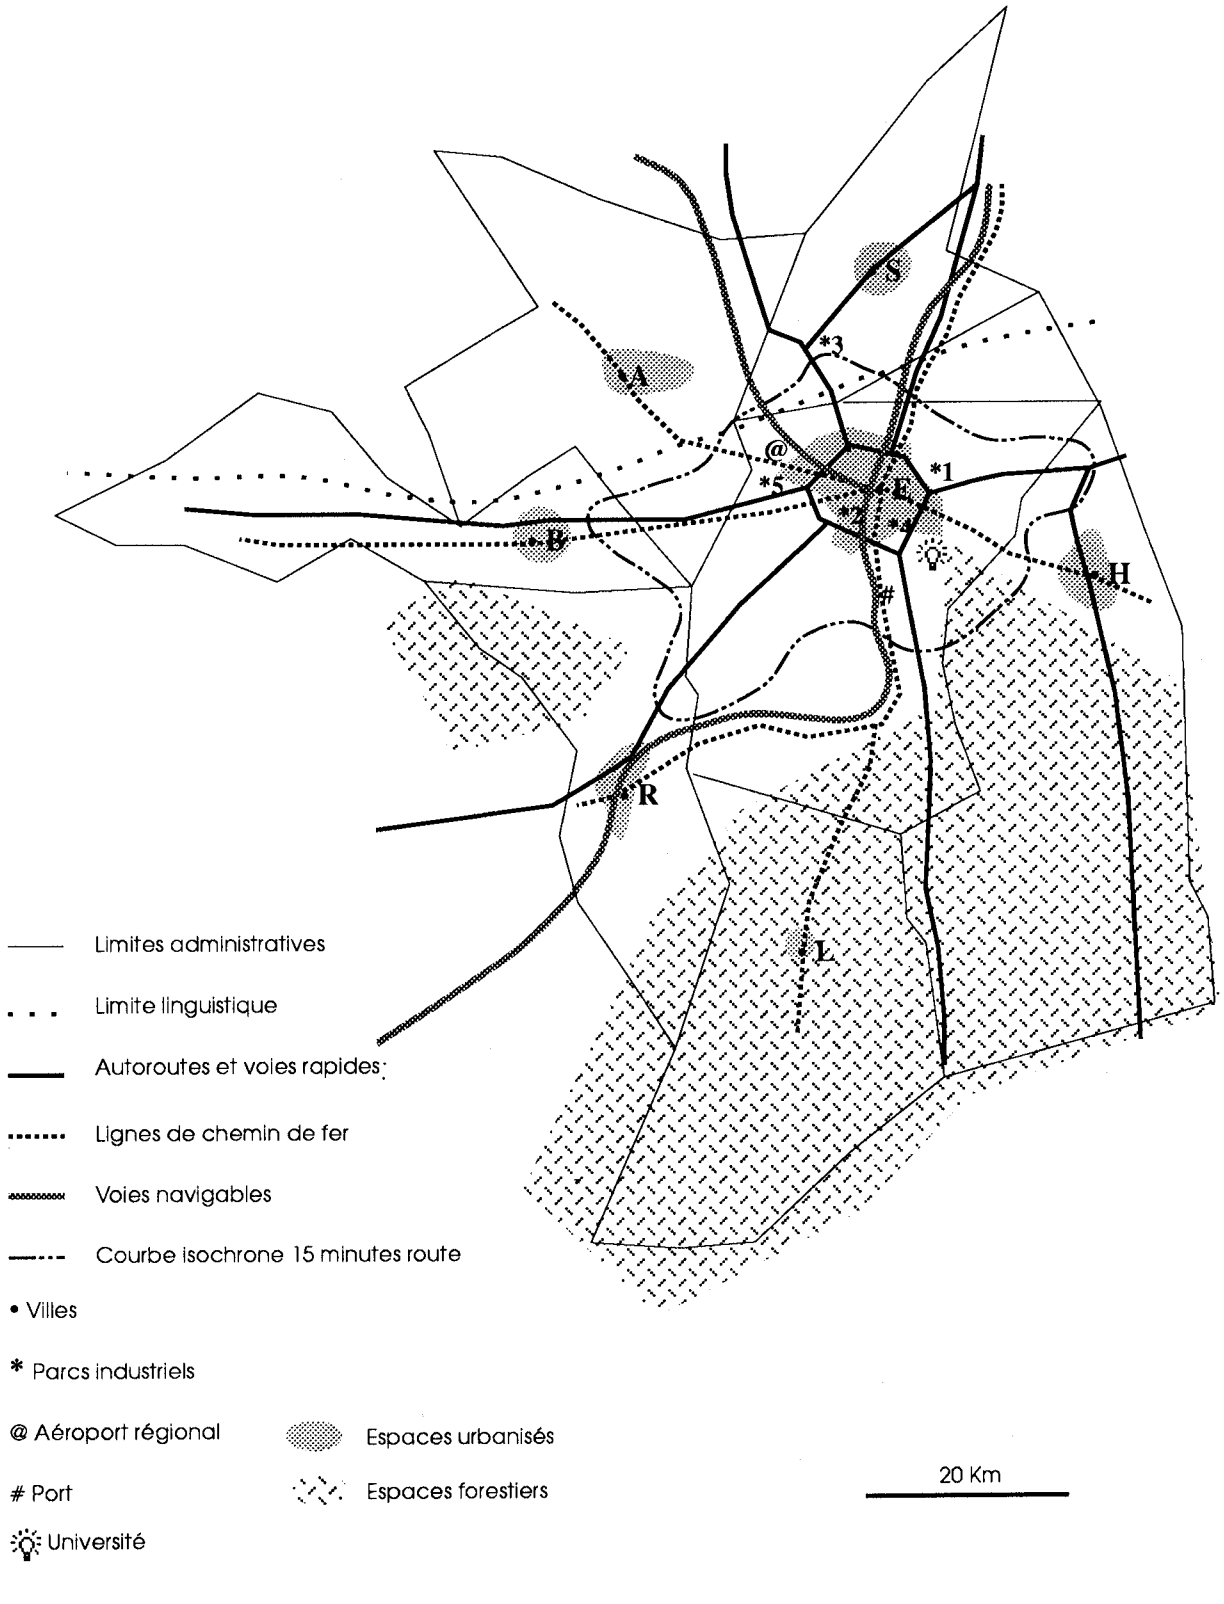 S
*3
A
@
*5
*1
E
*2
*4
B
H
#
R
L
Limites administratives
Limite linguistique
Autoroutes et voies rapides
Lignes de chemin de fer
Voies navigables
Courbe isochrone 15 minutes route
• Villes
* Parcs industriels
@ Aéroport régional
Espaces urbanisés
20 Km
# Port
Espaces forestiers
Université